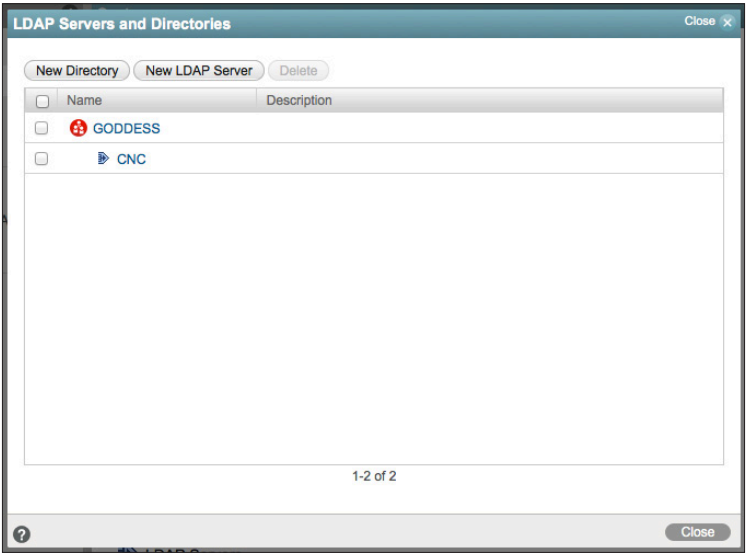 LDAP Servers and Directories
Close x
New Directory New LDAP Server Delete
Name Description
GODDESS
CNC
1-2 of 2
? Close